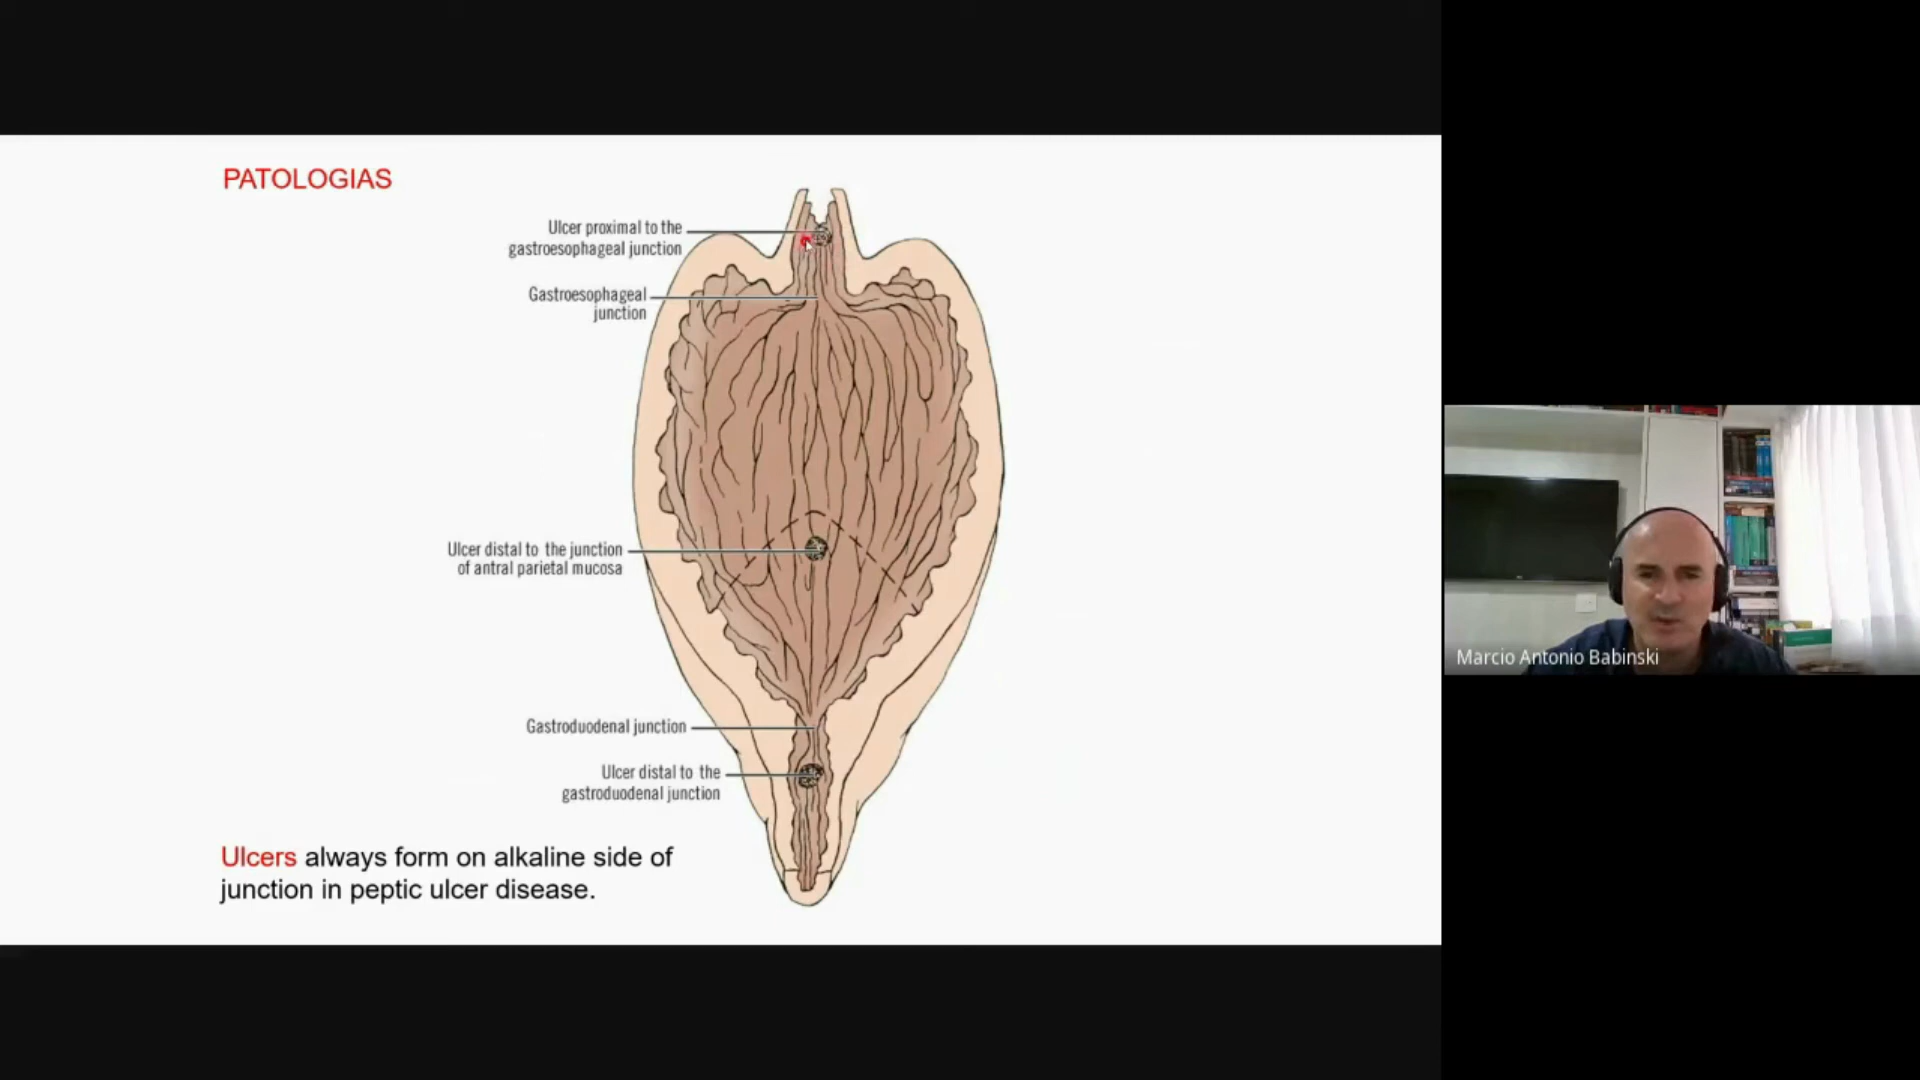 PATOLOGIAS
Ulcer proximal to the
gastroesophageal junction
Gastroesophageal
junction
Ulcer distal to the junction
of antral parietal mucosa
Gastroduodenal junction
Ulcer distal to the
gastroduodenal junction
Ulcers always form on alkaline side of
junction in peptic ulcer disease.
Marcio Antonio Babinski